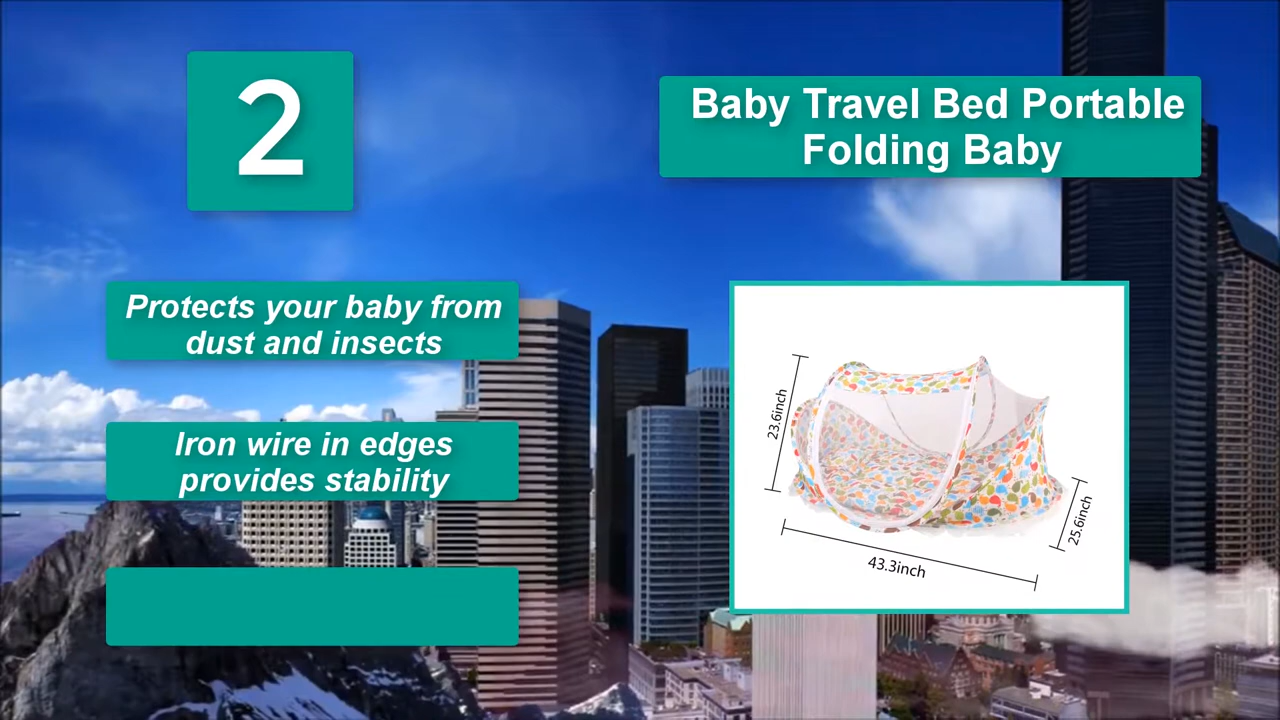 2
Baby Travel Bed Portable
Folding Baby
Protects your baby from
dust and insects
Iron wire in edges
provides stability
23.6inch
43.3inch
25.6inch